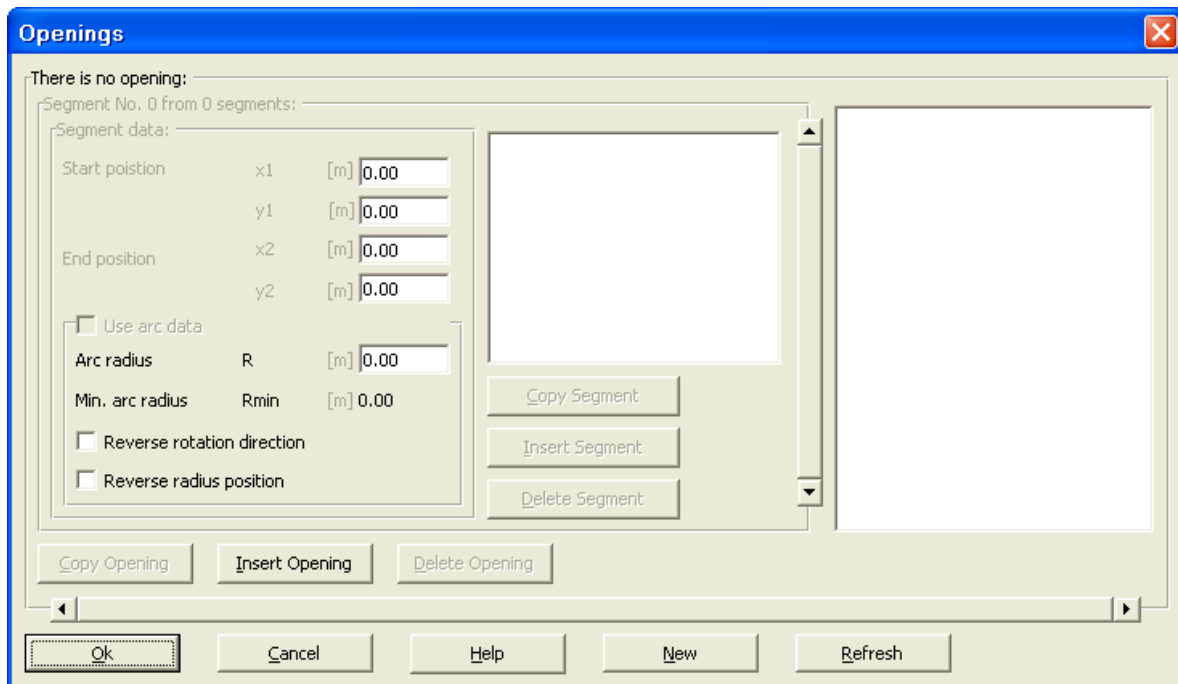 Openings
There is no opening:
Segment No. 0 from 0 segments:
Segment data:
Start poistion x1 [m] 0.00
y1 [m] 0.00
End position x2 [m] 0.00
y2 [m] 0.00
Use arc data
Arc radius R [m] 0.00
Min. arc radius Rmin [m] 0.00
Reverse rotation direction
Reverse radius position
Copy Segment
Insert Segment
Delete Segment
Copy Opening Insert Opening Delete Opening
Ok Cancel Help New Refresh